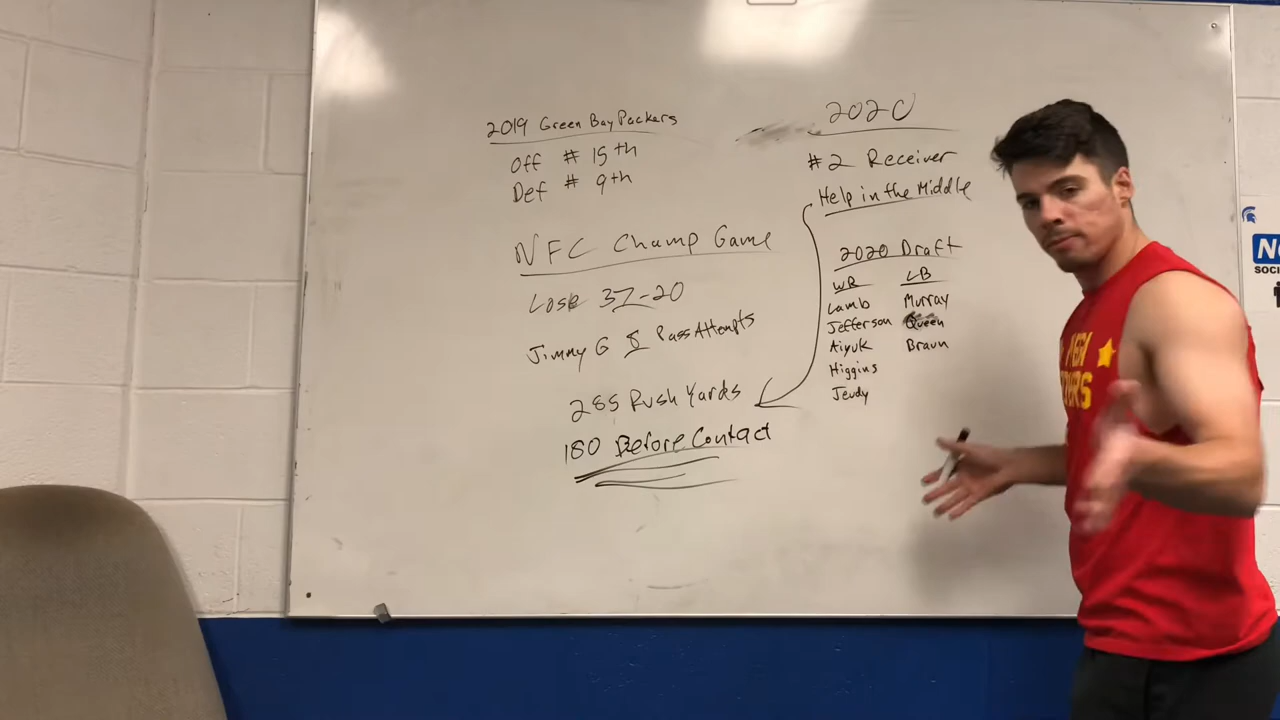 2019 Green Bay Packers
Off # 15th
Def # 9th
NFC Champ Game
Lose 37-20
Jimmy G 8 Pass Attempts
285 Rush Yards
180 Before Contact
2020
#2 Receiver
Help in the Middle
2020 Draft
WR LB
Lamb Murray
Jefferson Queen
Aiyuk Braun
Higgins
Jeudy